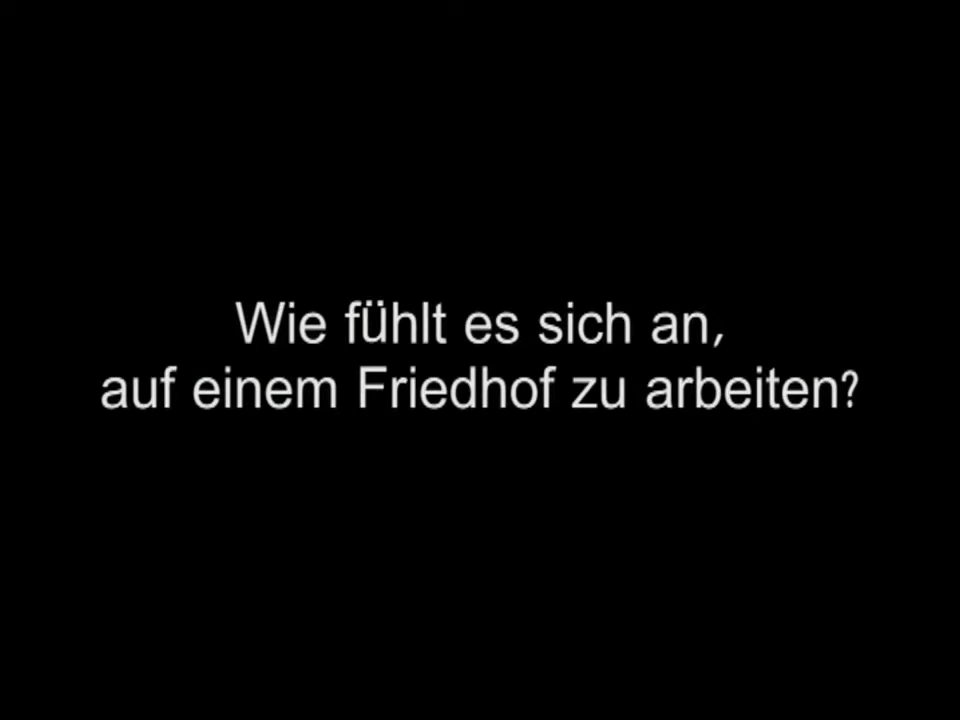 Wie fühlt es sich an,
auf einem Friedhof zu arbeiten?